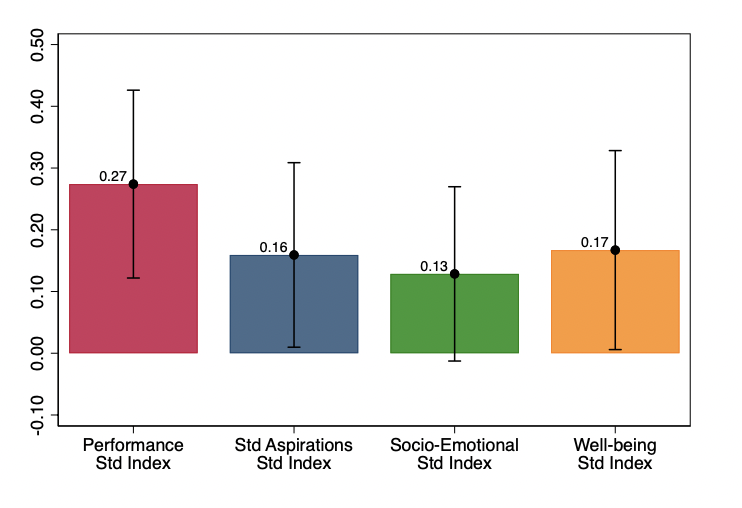 0.50
0.40
0.30
0.20
0.10
0.00
-0.10
0.27
0.16
0.13
0.17
Performance
Std Index
Std Aspirations
Std Index
Socio-Emotional
Std Index
Well-being
Std Index